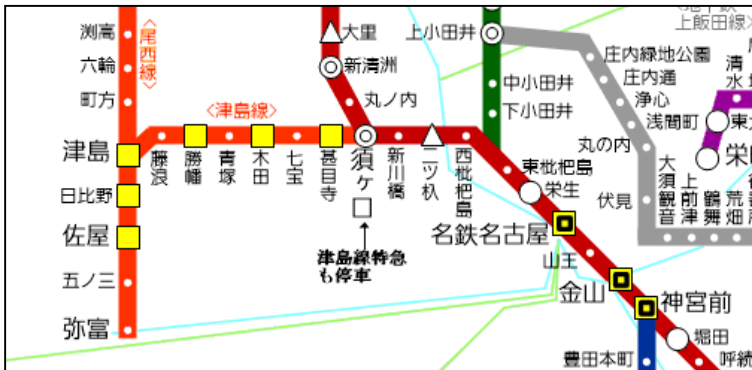 渕高
六輪
町方
津島
日比野
佐屋
五ノ三
弥富
〈尾西線〉
〈津島線〉
藤浪
勝幡
青塚
木田
七宝
甚目寺
須ヶ口
新川橋
二ツ杁
西枇杷島
大里
新清洲
丸ノ内
津島線特急
も停車
上小田井
中小田井
下小田井
東枇杷島
栄生
名鉄名古屋
山王
金山
神宮前
堀田
呼続
豊田本町
上飯田線〉
庄内緑地公園
庄内通
浄心
浅間町
丸の内
伏見
大須観音
上前津
鶴舞
荒畑
清水